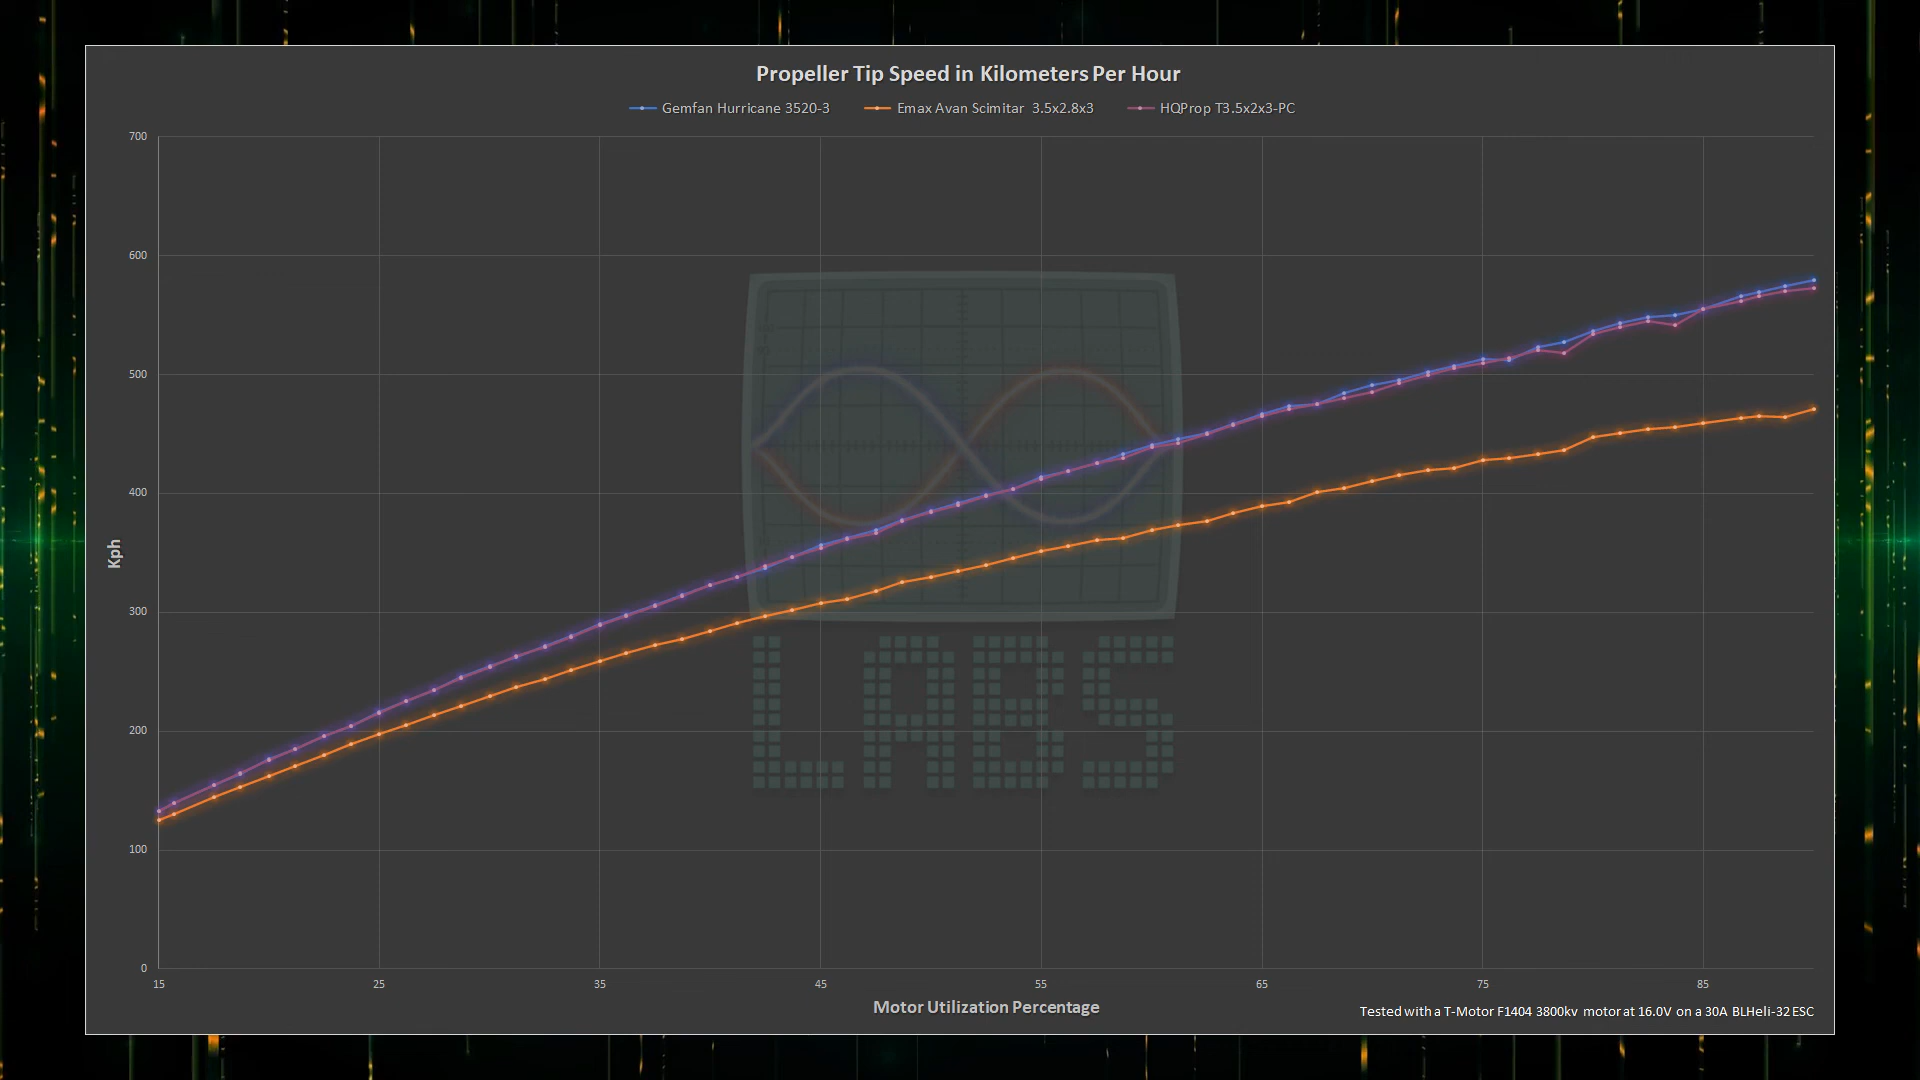 Propeller Tip Speed in Kilometers Per Hour
Gemfan Hurricane 3520-3 Emax Avan Scimitar 3.5x2.8x3 HQProp T3.5x2x3-PC
700
600
500
400
300
200
100
0
Kph
LABS
15 25 35 45 55 65 75 85
Motor Utilization Percentage
Tested with a T-Motor F1404 3800kv motor at 16.0V on a 30A BLHeli-32 ESC